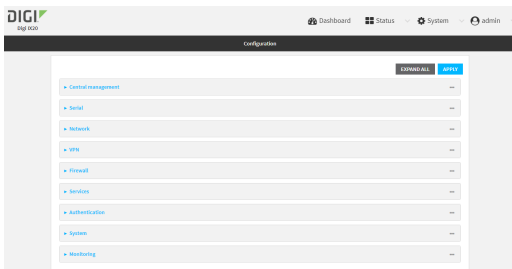 DIGI
Digi IX20
Dashboard
Status
System
admin
Configuration
EXPAND ALL
APPLY
Central management
Serial
Network
VPN
Firewall
Services
Authentication
System
Monitoring